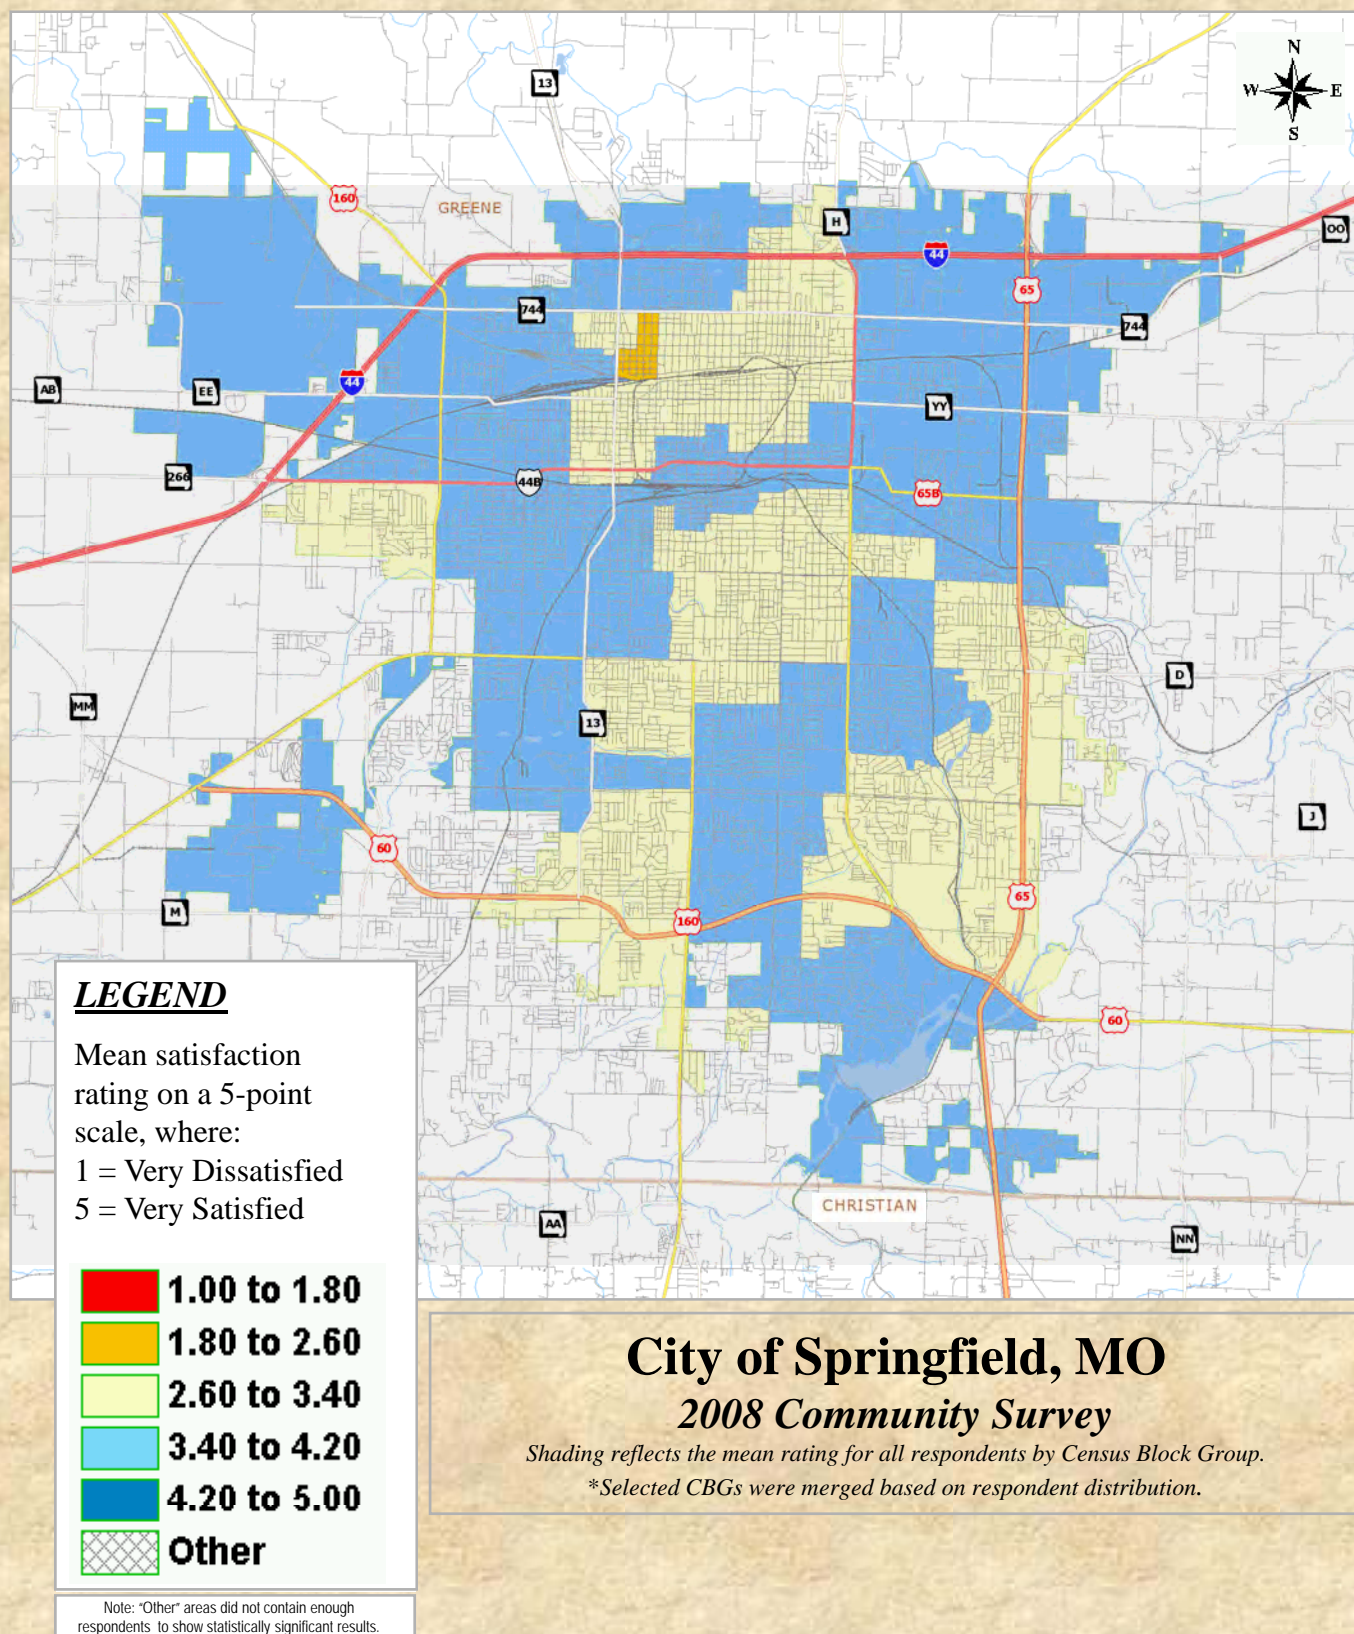 N
W E
S
13
160
GREENE
H
OO
44
65
744
744
44
AB
EE
YY
266
44B
65B
D
MM
13
J
60
65
M
160
60
CHRISTIAN
AA
NN
LEGEND
Mean satisfaction
rating on a 5-point
scale, where:
1 = Very Dissatisfied
5 = Very Satisfied
1.00 to 1.80
1.80 to 2.60
2.60 to 3.40
3.40 to 4.20
4.20 to 5.00
Other
Note: "Other" areas did not contain enough
respondents to show statistically significant results.
City of Springfield, MO
2008 Community Survey
Shading reflects the mean rating for all respondents by Census Block Group.
*Selected CBGs were merged based on respondent distribution.